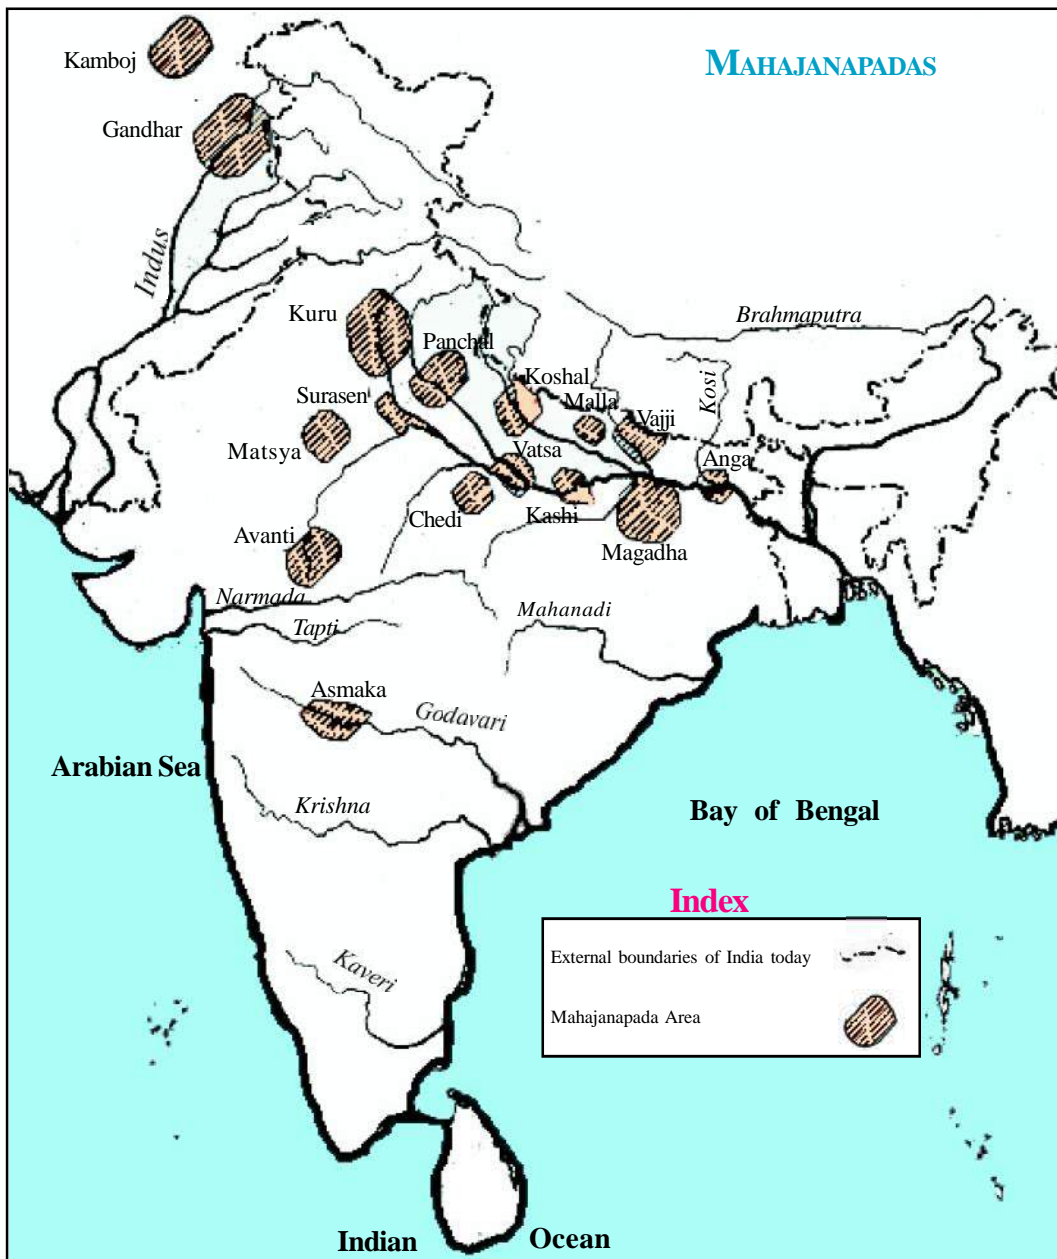 MAHAJANAPADAS
Kamboj
Gandhar
Indus
Kuru
Brahmaputra
Panchal
Koshal
Kosi
Surasen
Malla
Vajji
Matsya
Vatsa
Anga
Chedi
Kashi
Avanti
Magadha
Narmada
Mahanadi
Tapti
Asmaka
Godavari
Arabian Sea
Krishna
Bay of Bengal
Index
External boundaries of India today
Kaveri
Mahajanapada Area
Indian Ocean